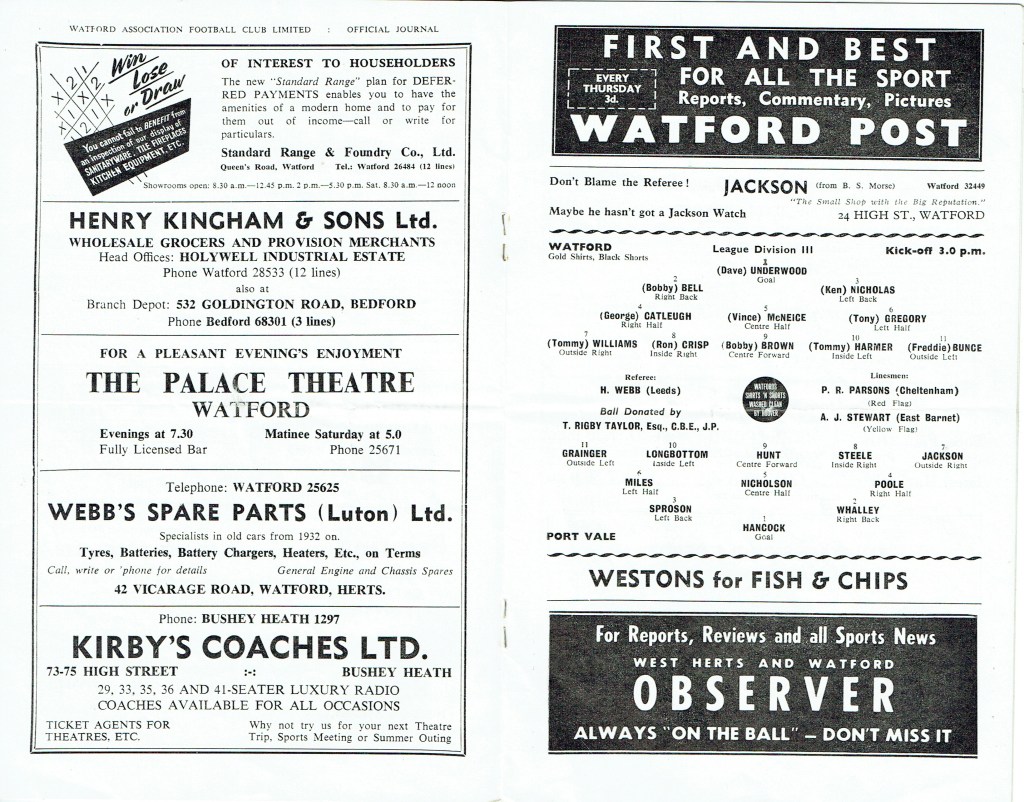 WATFORD ASSOCIATION FOOTBALL CLUB LIMITED : OFFICIAL JOURNAL
Win
Lose
or Draw
You cannot fail to BENEFIT from
an inspection of our display of
SANITARYWARE, TILE FIREPLACES
KITCHEN EQUIPMENT, ETC.
OF INTEREST TO HOUSEHOLDERS
The new "Standard Range" plan for DEFER-
RED PAYMENTS enables you to have the
amenities of a modern home and to pay for
them out of income—call or write for
particulars.
Standard Range & Foundry Co., Ltd.
Queen's Road, Watford Tel.: Watford 26484 (12 lines)
Showrooms open: 8.30 a.m.—12.45 p.m. 2 p.m.—5.30 p.m. Sat. 8.30 a.m.—12 noon
HENRY KINGHAM & SONS Ltd.
WHOLESALE GROCERS AND PROVISION MERCHANTS
Head Offices: HOLYWELL INDUSTRIAL ESTATE
Phone Watford 28533 (12 lines)
also at
Branch Depot: 532 GOLDINGTON ROAD, BEDFORD
Phone Bedford 68301 (3 lines)
FOR A PLEASANT EVENING'S ENJOYMENT
THE PALACE THEATRE
WATFORD
Evenings at 7.30 Matinee Saturday at 5.0
Fully Licensed Bar Phone 25671
Telephone: WATFORD 25625
WEBB'S SPARE PARTS (Luton) Ltd.
Specialists in old cars from 1932 on.
Tyres, Batteries, Battery Chargers, Heaters, Etc., on Terms
Call, write or 'phone for details General Engine and Chassis Spares
42 VICARAGE ROAD, WATFORD, HERTS.
Phone: BUSHEY HEATH 1297
KIRBY'S COACHES LTD.
73-75 HIGH STREET :-: BUSHEY HEATH
29, 33, 35, 36 AND 41-SEATER LUXURY RADIO
COACHES AVAILABLE FOR ALL OCCASIONS
TICKET AGENTS FOR
THEATRES, ETC.
Why not try us for your next Theatre
Trip, Sports Meeting or Summer Outing
FIRST AND BEST
EVERY
THURSDAY
3d.
FOR ALL THE SPORT
Reports, Commentary, Pictures
WATFORD POST
Don't Blame the Referee!
Maybe he hasn't got a Jackson Watch
JACKSON (from B. S. Morse) Watford 32449
"The Small Shop with the Big Reputation."
24 HIGH ST., WATFORD
WATFORD League Division III Kick-off 3.0 p.m.
Gold Shirts, Black Shorts
1
(Dave) UNDERWOOD
Goal
2 3
(Bobby) BELL (Ken) NICHOLAS
Right Back Left Back
4 5 6
(George) CATLEUGH (Vince) McNEICE (Tony) GREGORY
Right Half Centre Half Left Half
7 8 9 10 11
(Tommy) WILLIAMS (Ron) CRISP (Bobby) BROWN (Tommy) HARMER (Freddie) BUNCE
Outside Right Inside Right Centre Forward Inside Left Outside Left
Referee:
H. WEBB (Leeds)
Ball Donated by
T. RIGBY TAYLOR, Esq., C.B.E., J.P.
WATFORDS
SHIRTS 'N SHORTS
WASHED CLEAN
BY HOOVER
Linesmen:
P. R. PARSONS (Cheltenham)
(Red Flag)
A. J. STEWART (East Barnet)
(Yellow Flag)
11 10 9 8 7
GRAINGER LONGBOTTOM HUNT STEELE JACKSON
Outside Left Inside Left Centre Forward Inside Right Outside Right
6 5 4
MILES NICHOLSON POOLE
Left Half Centre Half Right Half
3 2
SPROSON WHALLEY
Left Back Right Back
1
HANCOCK
Goal
PORT VALE
WESTONS for FISH & CHIPS
For Reports, Reviews and all Sports News
WEST HERTS AND WATFORD
OBSERVER
ALWAYS "ON THE BALL" – DON'T MISS IT